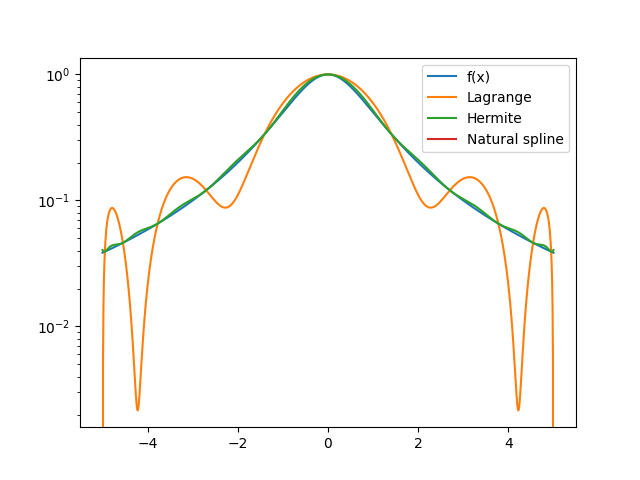 f(x)
Lagrange
Hermite
Natural spline
10⁰
10⁻¹
10⁻²
−4 −2 0 2 4